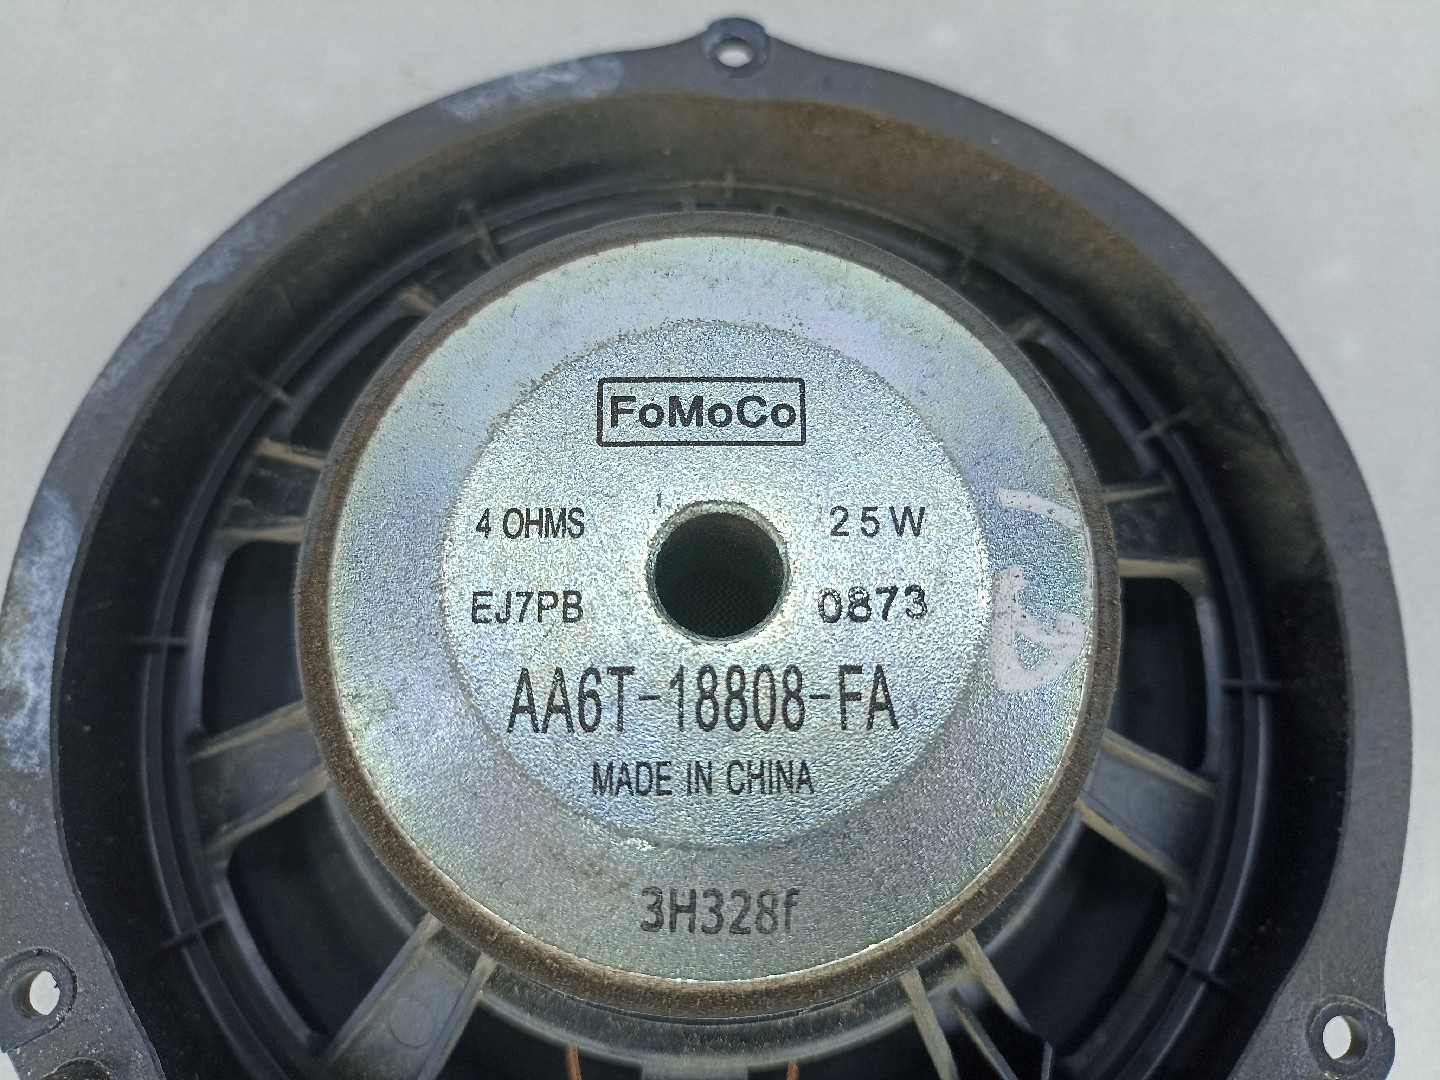 FoMoCo
4 OHMS 25W
EJ7PB 0873
AA6T-18808-FA
MADE IN CHINA
3H328f